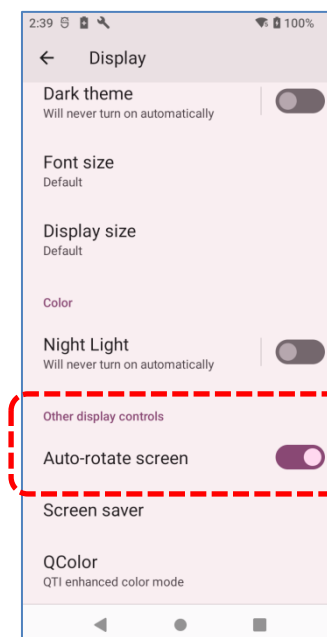 2:39 100%
Display
Dark theme
Will never turn on automatically
Font size
Default
Display size
Default
Color
Night Light
Will never turn on automatically
Other display controls
Auto-rotate screen
Screen saver
QColor
QTI enhanced color mode